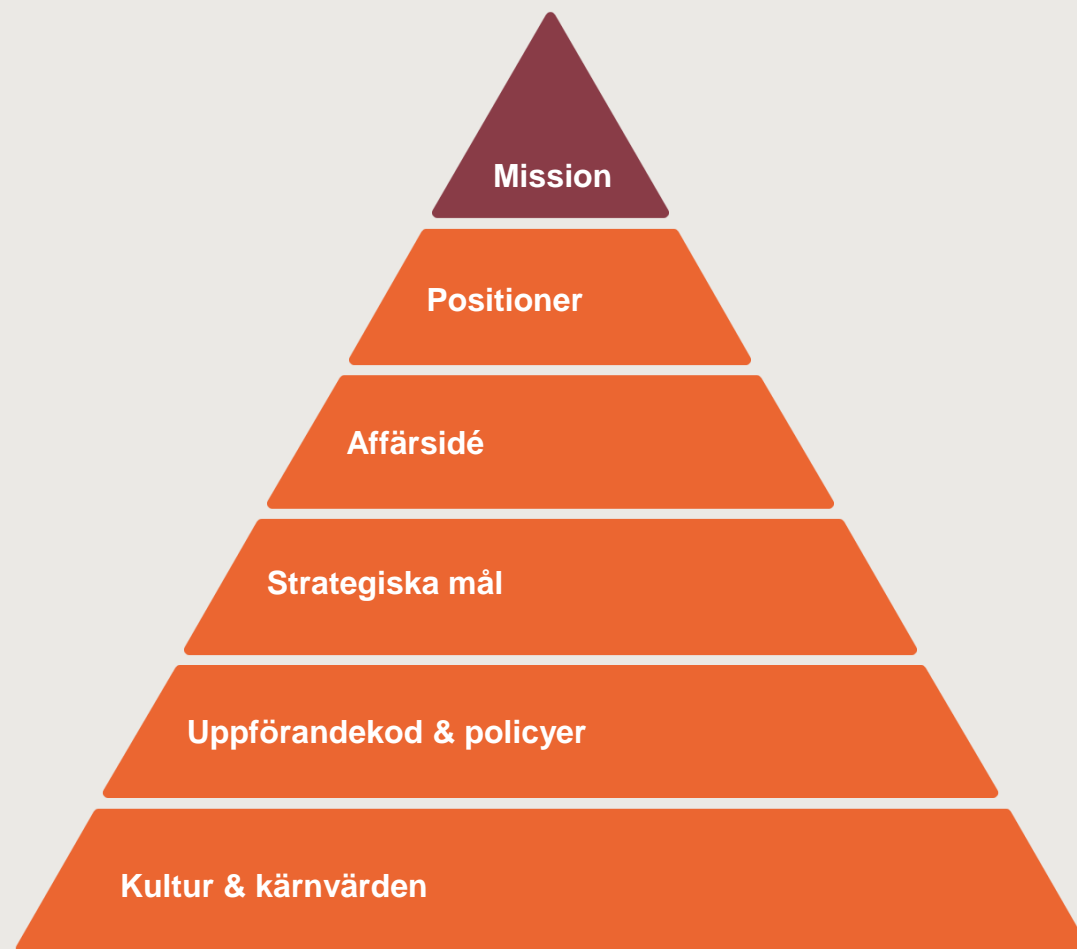 Mission
Positioner
Affärsidé
Strategiska mål
Uppförandekod & policyer
Kultur & kärnvärden